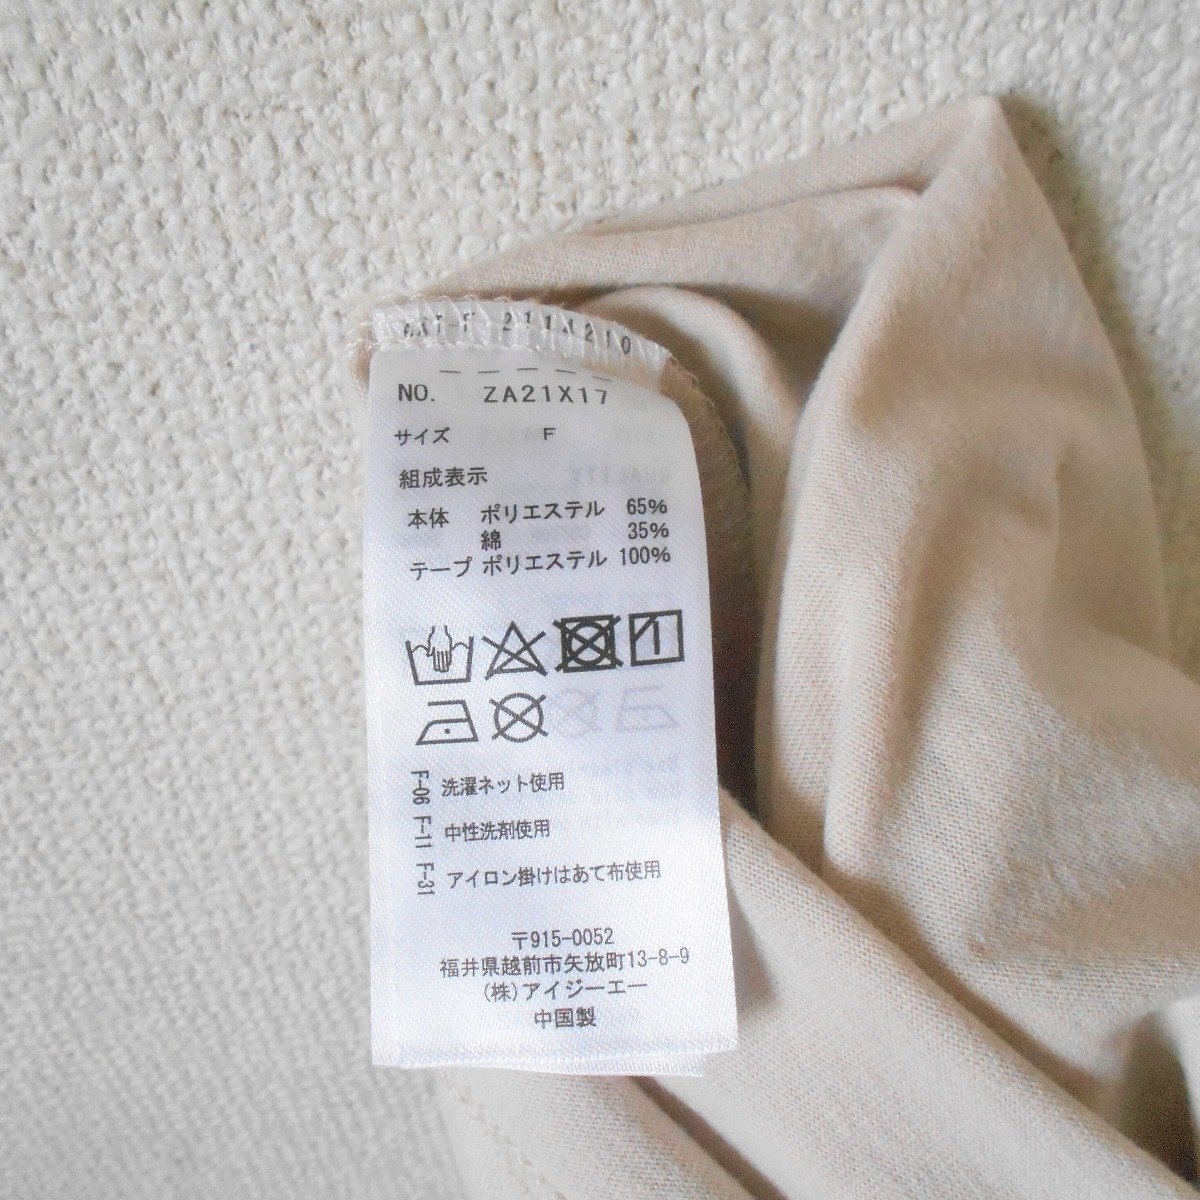 NO. ZA21X17
サイズ F
組成表示
本体 ポリエステル 65%
綿 35%
テープ ポリエステル 100%
F-06 洗濯ネット使用
F-11 中性洗剤使用
F-31 アイロン掛けはあて布使用
〒915-0052
福井県越前市矢放町13-8-9
(株)アイジーエー
中国製